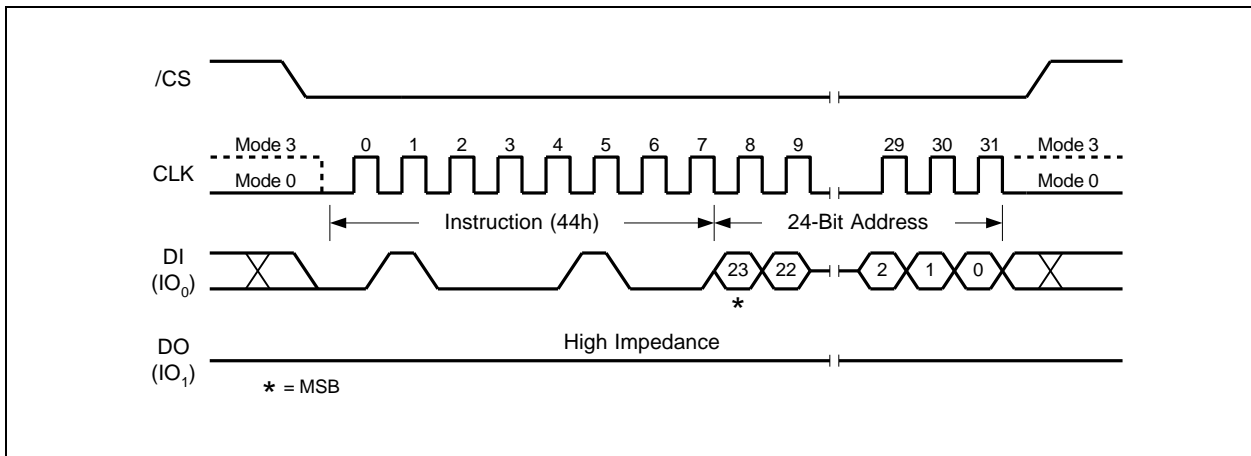 /CS
Mode 3 0 1 2 3 4 5 6 7 8 9 29 30 31 Mode 3
CLK
Mode 0 Mode 0
Instruction (44h) 24-Bit Address
DI
(IO₀)
23 22 2 1 0
*
DO
(IO₁)
High Impedance
* = MSB